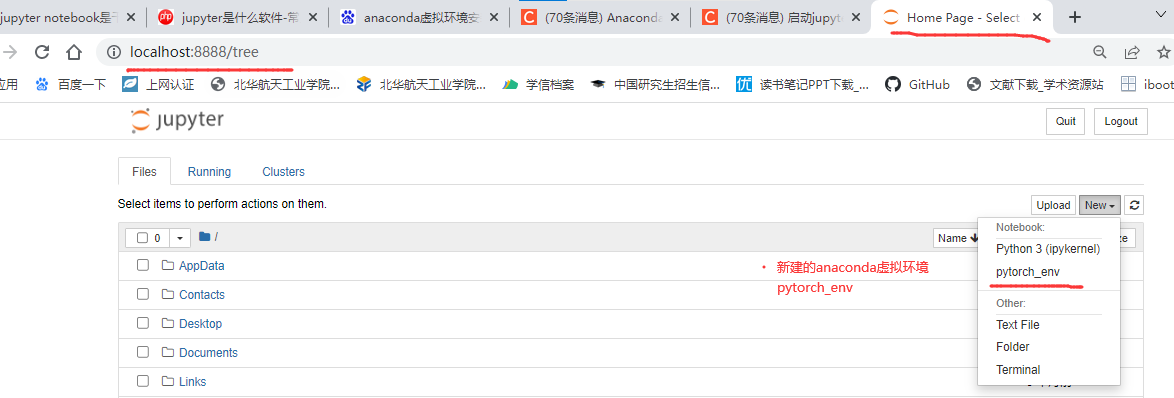 jupyter notebook是干
jupyter是什么软件-常
anaconda虚拟环境安
(70条消息) Anaconda
(70条消息) 启动jupyt
Home Page - Select
localhost:8888/tree
应用 百度一下 上网认证 北华航天工业学院,... 北华航天工业学院... 学信档案 中国研究生招生信... 读书笔记PPT下载_... GitHub 文献下载_学术资源站 iboot
jupyter
Quit Logout
Files Running Clusters
Select items to perform actions on them.
Upload New
0 / Name
Notebook:
Python 3 (ipykernel)
pytorch_env
Other:
Text File
Folder
Terminal
AppData
Contacts
Desktop
Documents
Links
新建的anaconda虚拟环境
pytorch_env